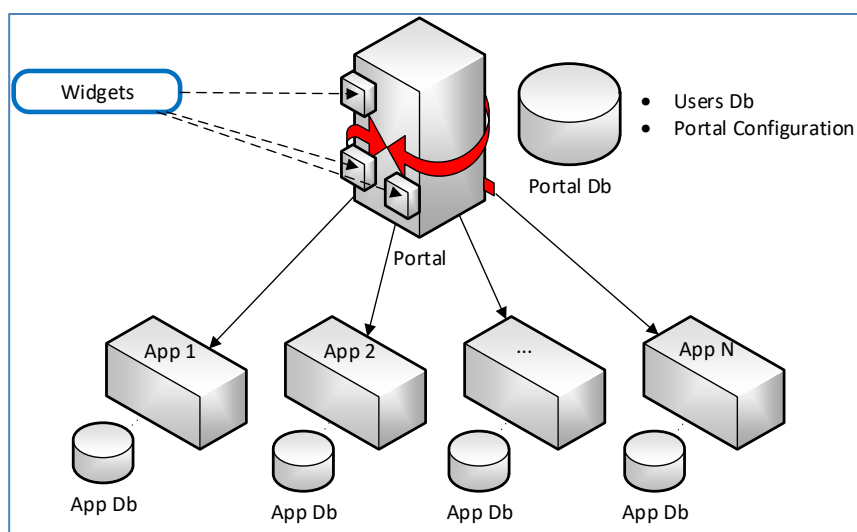 Widgets
• Users Db
• Portal Configuration
Portal Db
Portal
App 1
App 2
...
App N
App Db
App Db
App Db
App Db